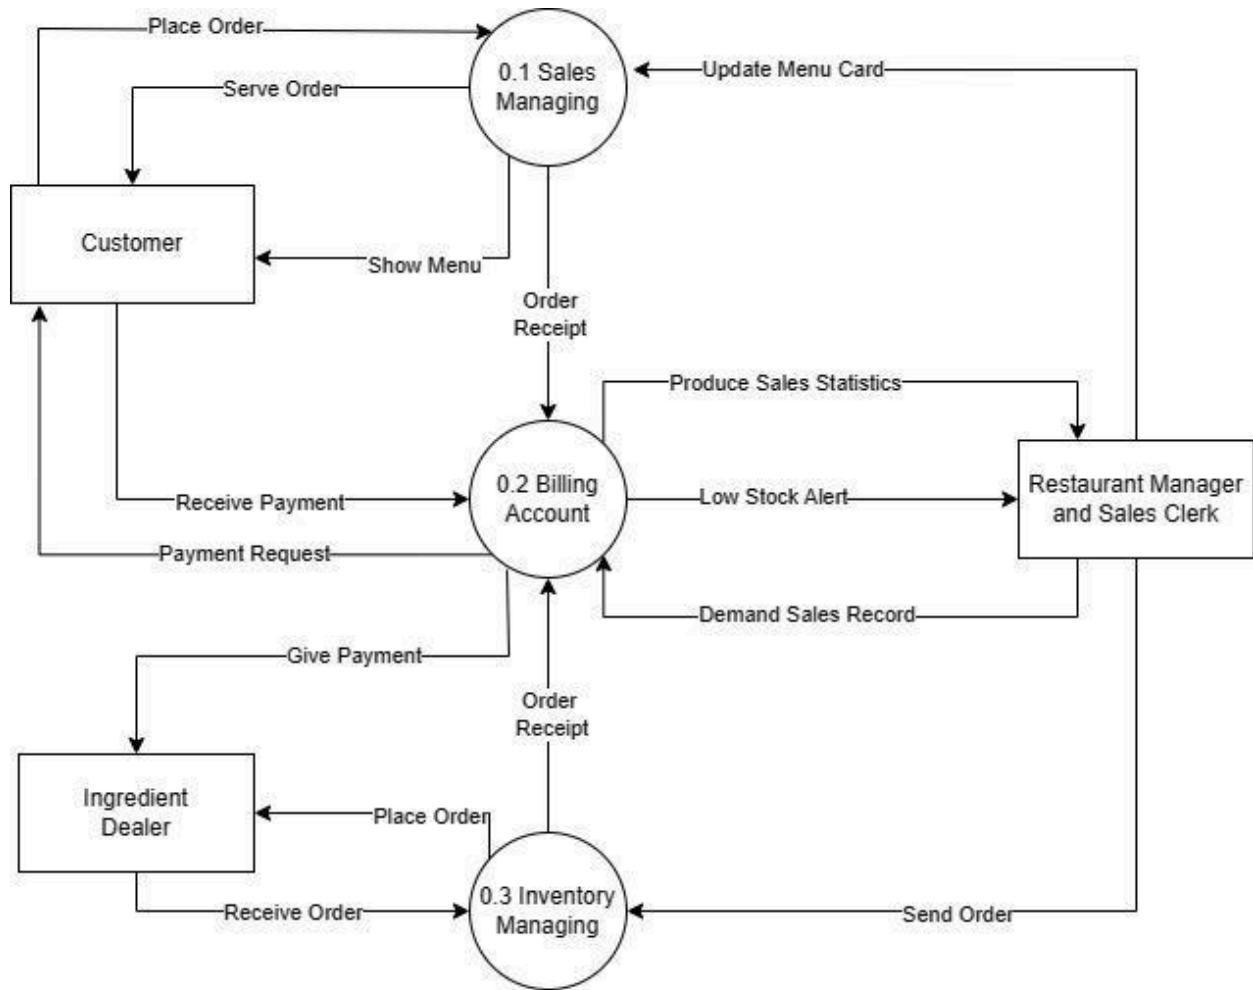 Place Order
0.1 Sales
Managing
Update Menu Card
Serve Order
Customer
Show Menu
Order
Receipt
Produce Sales Statistics
0.2 Billing
Account
Low Stock Alert
Restaurant Manager
and Sales Clerk
Receive Payment
Payment Request
Demand Sales Record
Give Payment
Order
Receipt
Ingredient
Dealer
Place Order
0.3 Inventory
Managing
Receive Order
Send Order